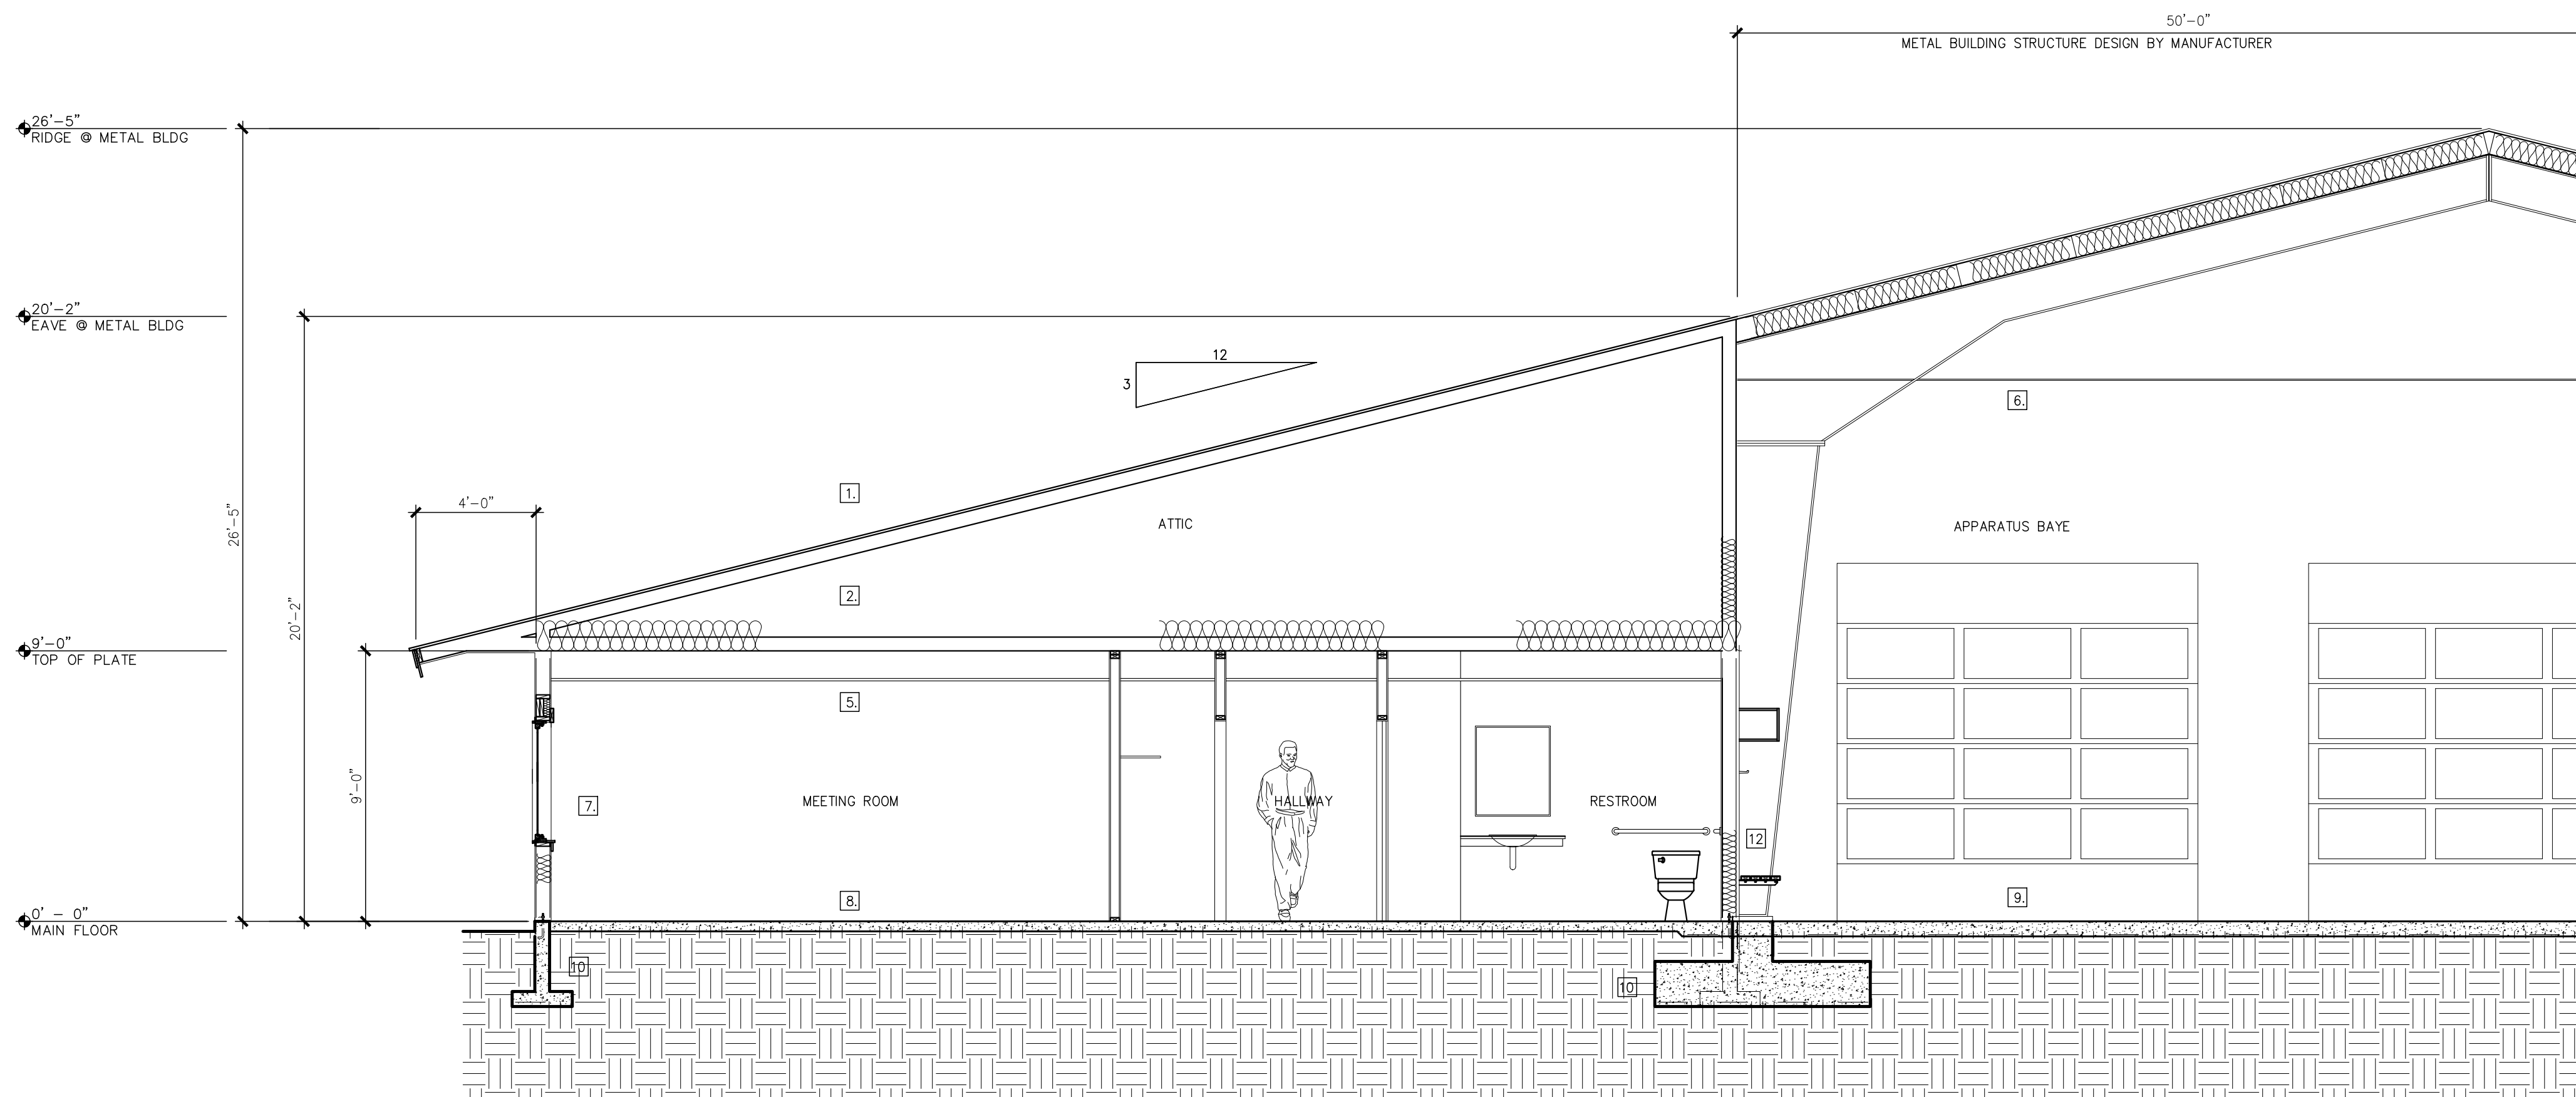 50'-0"
METAL BUILDING STRUCTURE DESIGN BY MANUFACTURER
26'-5"
RIDGE @ METAL BLDG
20'-2"
EAVE @ METAL BLDG
12
3
6.
1.
4'-0"
26'-5"
ATTIC
APPARATUS BAYE
2.
20'-2"
9'-0"
TOP OF PLATE
5.
9'-0"
7.
MEETING ROOM
HALLWAY
RESTROOM
12
8.
9.
0' - 0"
MAIN FLOOR
10
10